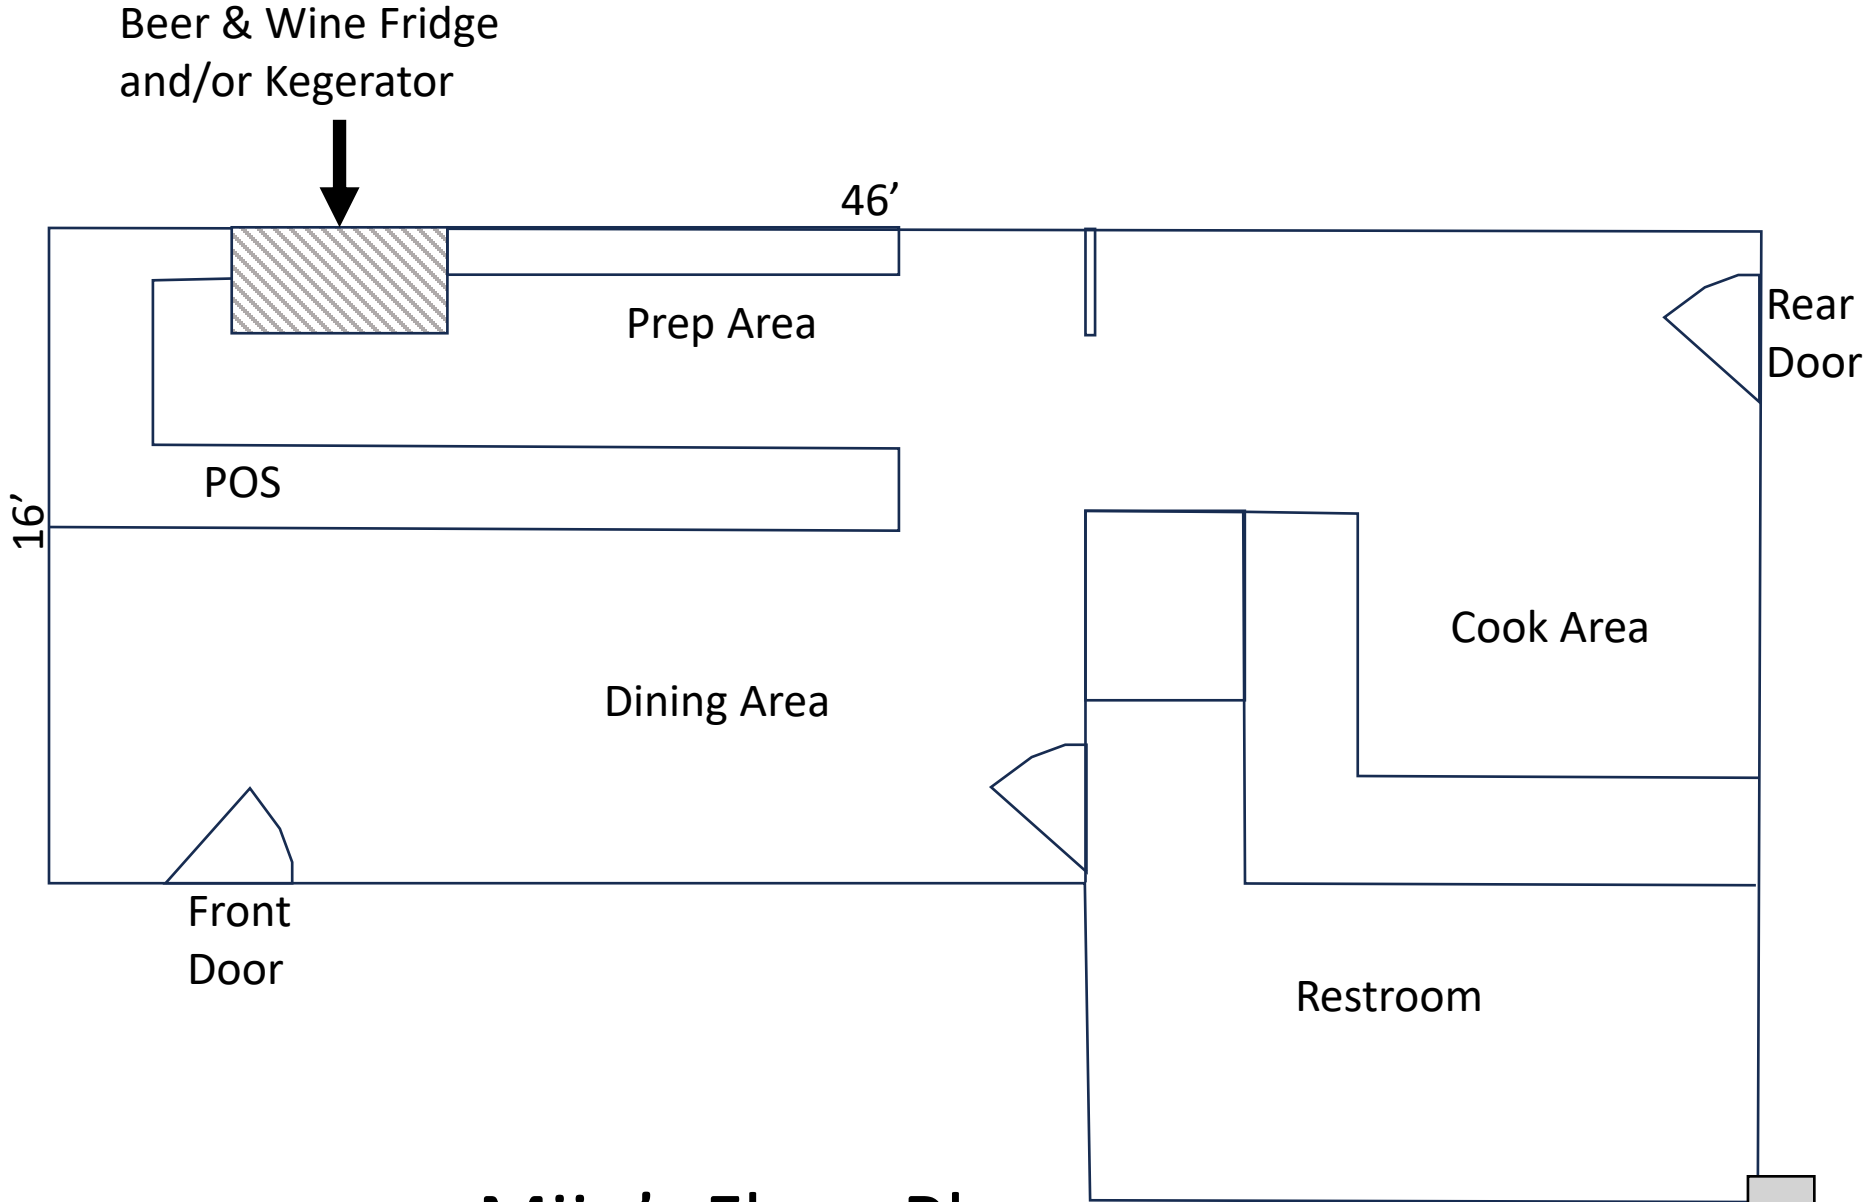 Beer & Wine Fridge
and/or Kegerator
46’
Prep Area
Rear
Door
POS
16’
Cook Area
Dining Area
Front
Door
Restroom